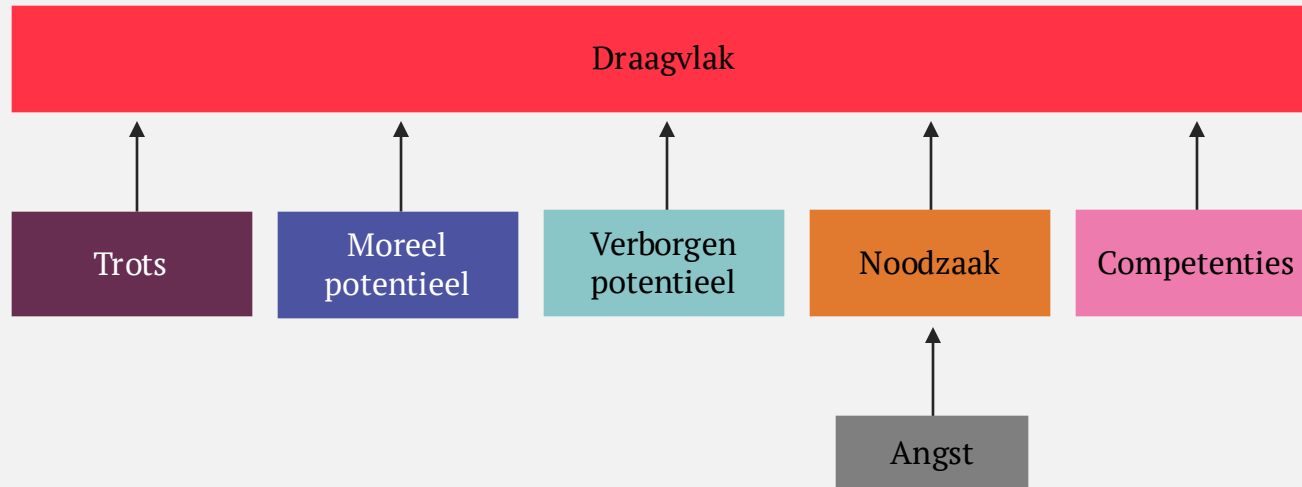 Draagvlak
Trots
Moreel
potentieel
Verborgen
potentieel
Noodzaak
Competenties
Angst